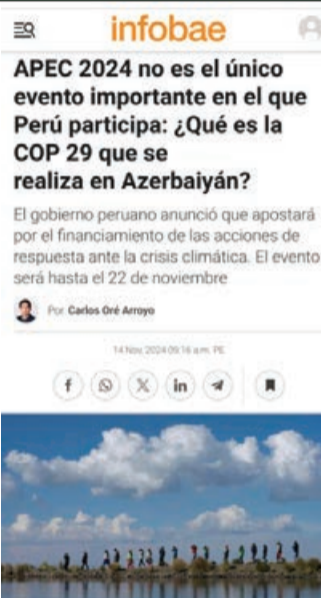 infobae
APEC 2024 no es el único
evento importante en el que
Perú participa: ¿Qué es la
COP 29 que se
realiza en Azerbaiyán?
El gobierno peruano anunció que apostará
por el financiamiento de las acciones de
respuesta ante la crisis climática. El evento
será hasta el 22 de noviembre
Por Carlos Oré Arroyo
14 Nov, 2024 09:16 a.m. PE